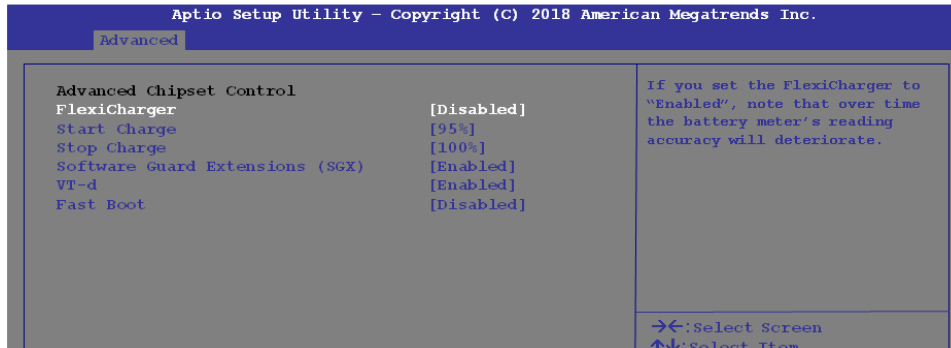 Aptio Setup Utility – Copyright (C) 2018 American Megatrends Inc.
Advanced
Advanced Chipset Control
FlexiCharger [Disabled]
Start Charge [95%]
Stop Charge [100%]
Software Guard Extensions (SGX) [Enabled]
VT-d [Enabled]
Fast Boot [Disabled]
If you set the FlexiCharger to
“Enabled”, note that over time
the battery meter’s reading
accuracy will deteriorate.
→←:Select Screen
↑↓:Select Item